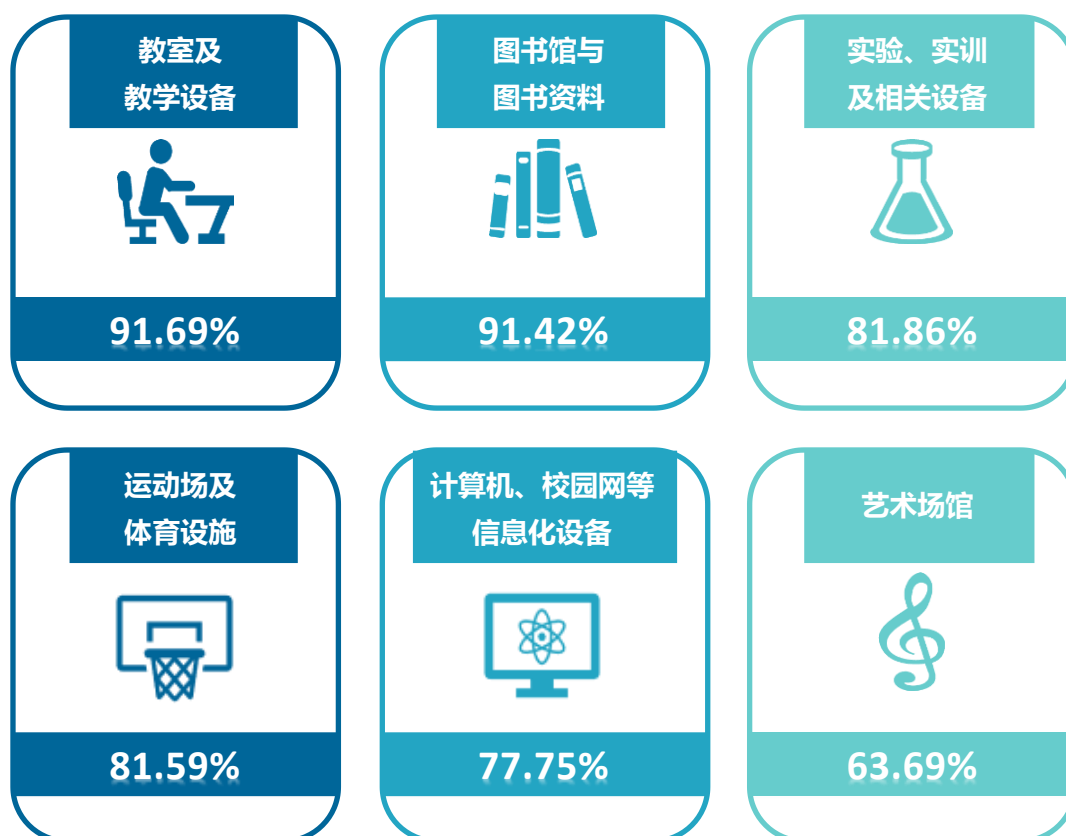 教室及
教学设备
91.69%
图书馆与
图书资料
91.42%
实验、实训
及相关设备
81.86%
运动场及
体育设施
81.59%
计算机、校园网等
信息化设备
77.75%
艺术场馆
63.69%